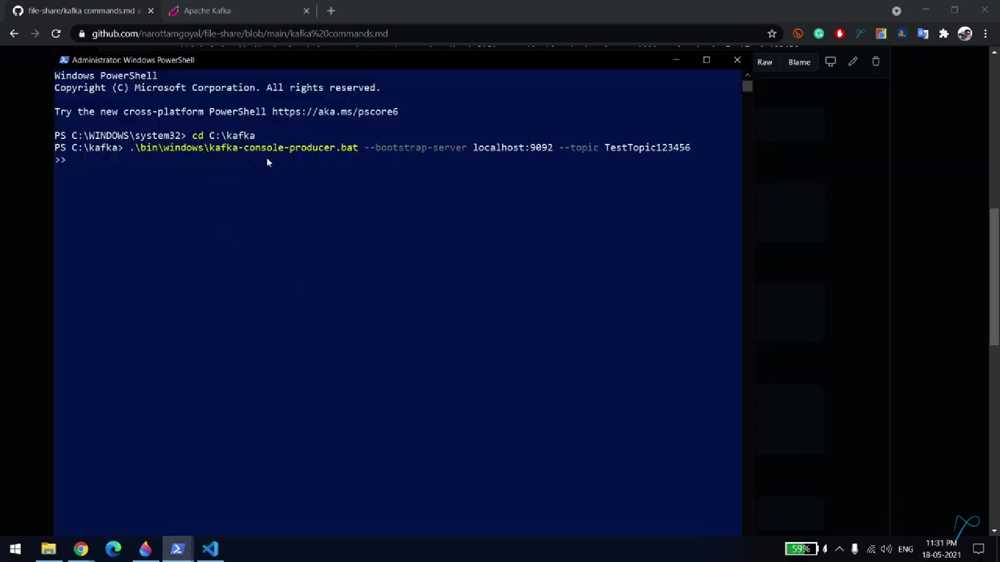 file-share/kafka commands.md a
Apache Kafka
github.com/narottamgoyal/file-share/blob/main/kafka%20commands.md
Administrator: Windows PowerShell
Raw
Blame
Windows PowerShell
Copyright (C) Microsoft Corporation. All rights reserved.
Try the new cross-platform PowerShell https://aka.ms/pscore6
PS C:\WINDOWS\system32> cd C:\kafka
PS C:\kafka> .\bin\windows\kafka-console-producer.bat --bootstrap-server localhost:9092 --topic TestTopic123456
>>
59%
ENG
11:31 PM
18-05-2021